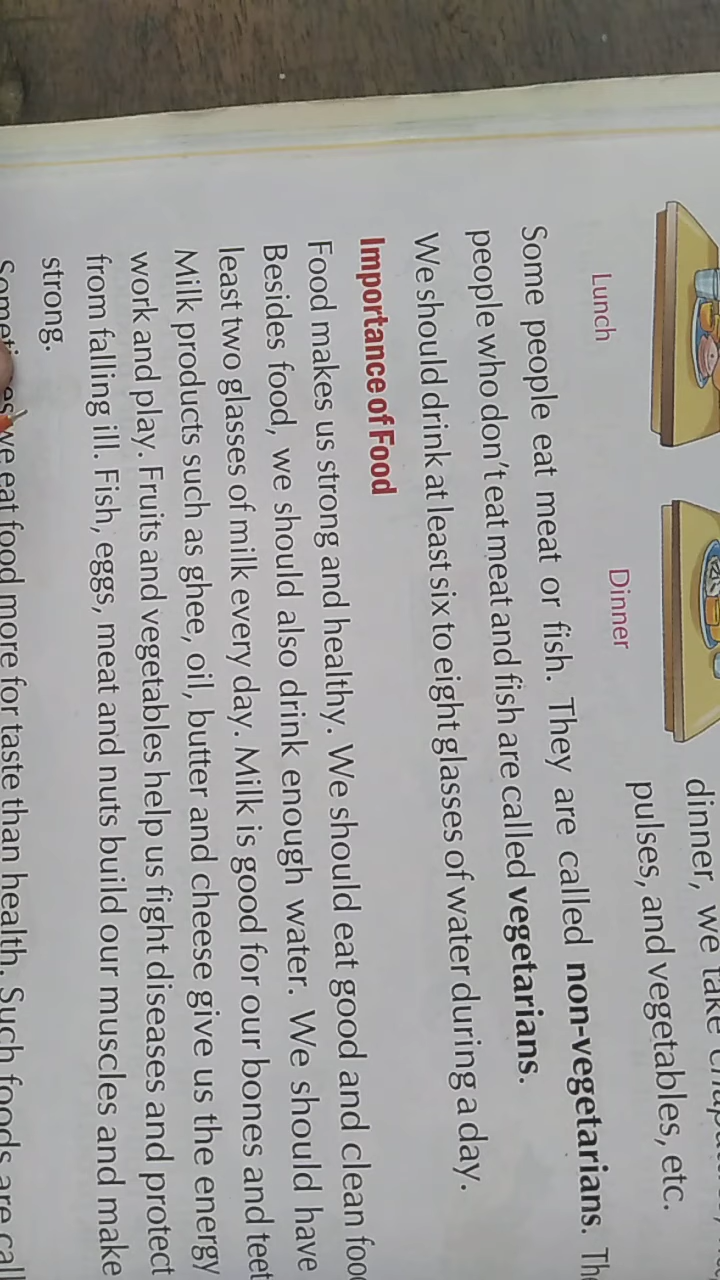 dinner, we take
pulses, and vegetables, etc.
Lunch
Dinner
Some people eat meat or fish. They are called non-vegetarians.
people who don't eat meat and fish are called vegetarians.
We should drink at least six to eight glasses of water during a day.
Importance of Food
Food makes us strong and healthy. We should eat good and clean
Besides food, we should also drink enough water. We should have
least two glasses of milk every day. Milk is good for our bones and
Milk products such as ghee, oil, butter and cheese give us the energy
work and play. Fruits and vegetables help us fight diseases and protect
from falling ill. Fish, eggs, meat and nuts build our muscles and make
strong.
we eat food more for taste than health. Such foods are